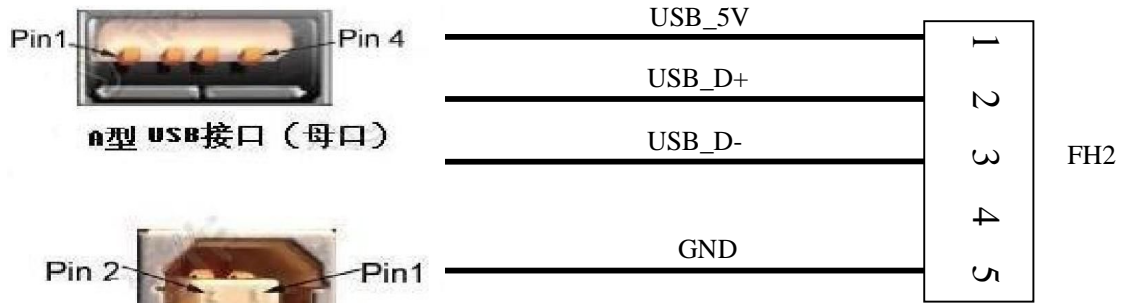 Pin1
Pin 4
A型 USB接口（母口）
Pin 2
Pin1
USB_5V
USB_D+
USB_D-
GND
1
2
3
4
5
FH2